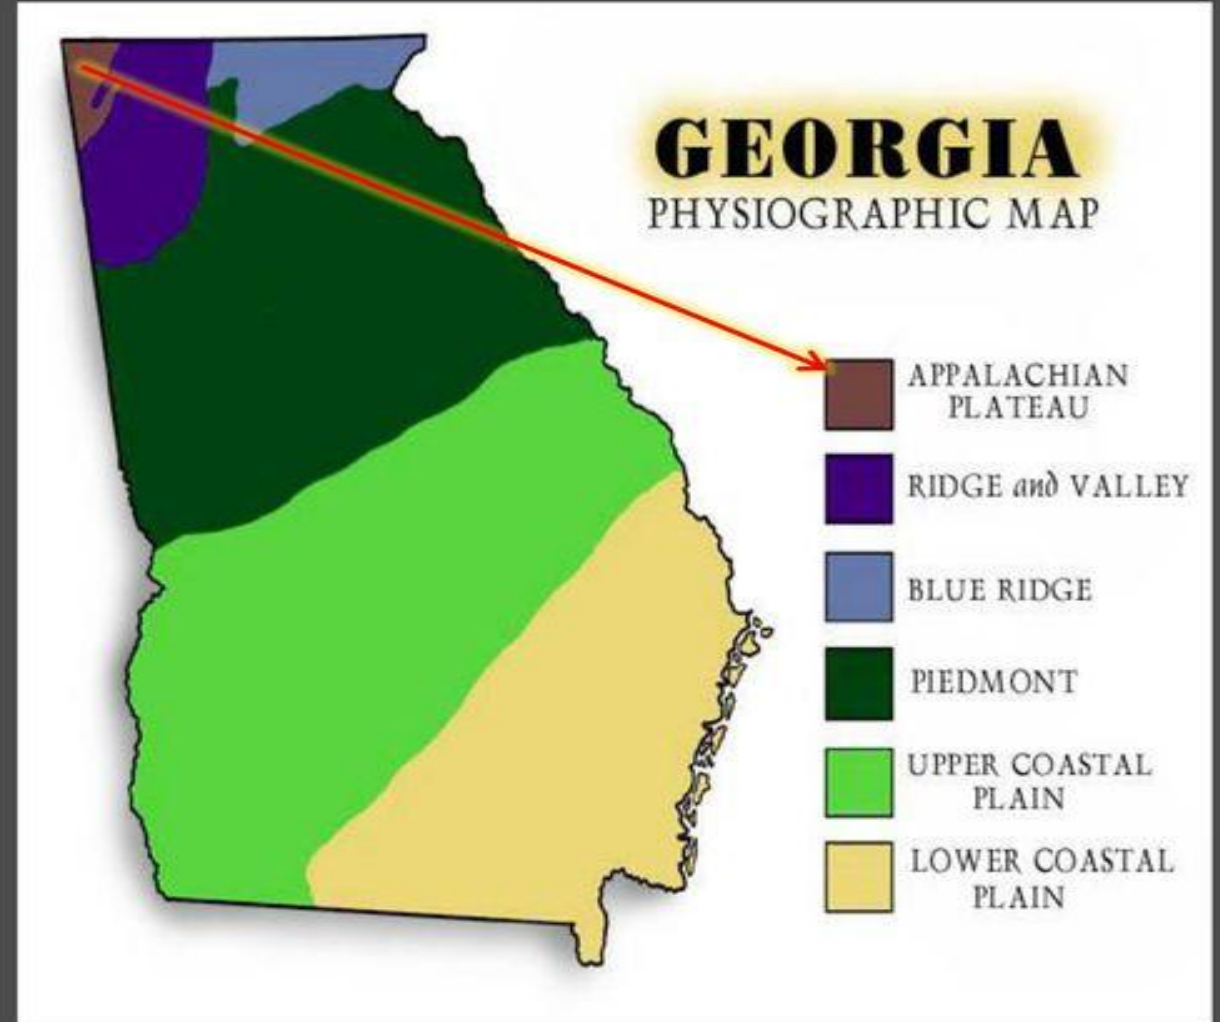 GEORGIA
PHYSIOGRAPHIC MAP
APPALACHIAN
PLATEAU
RIDGE and VALLEY
BLUE RIDGE
PIEDMONT
UPPER COASTAL
PLAIN
LOWER COASTAL
PLAIN